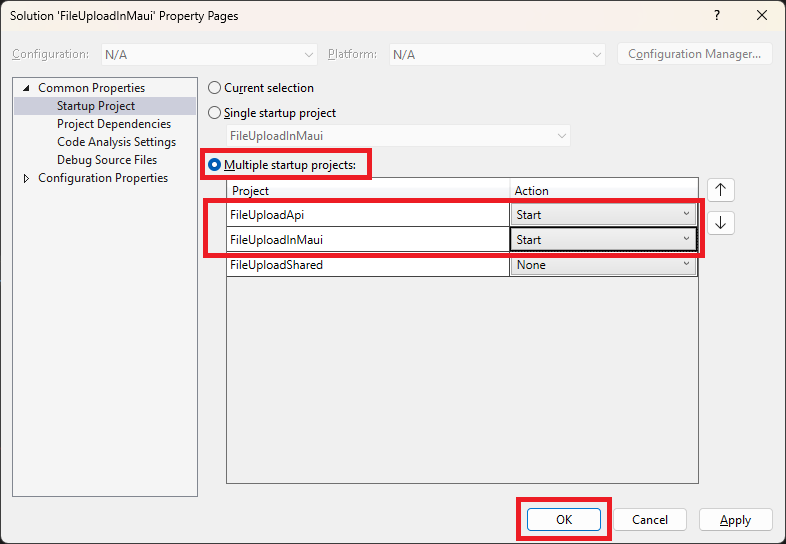 Solution 'FileUploadInMaui' Property Pages
?
Configuration: N/A Platform: N/A Configuration Manager...
Common Properties
Startup Project
Project Dependencies
Code Analysis Settings
Debug Source Files
Configuration Properties
Current selection
Single startup project
FileUploadInMaui
Multiple startup projects:
Project Action
FileUploadApi Start
FileUploadInMaui Start
FileUploadShared None
OK Cancel Apply